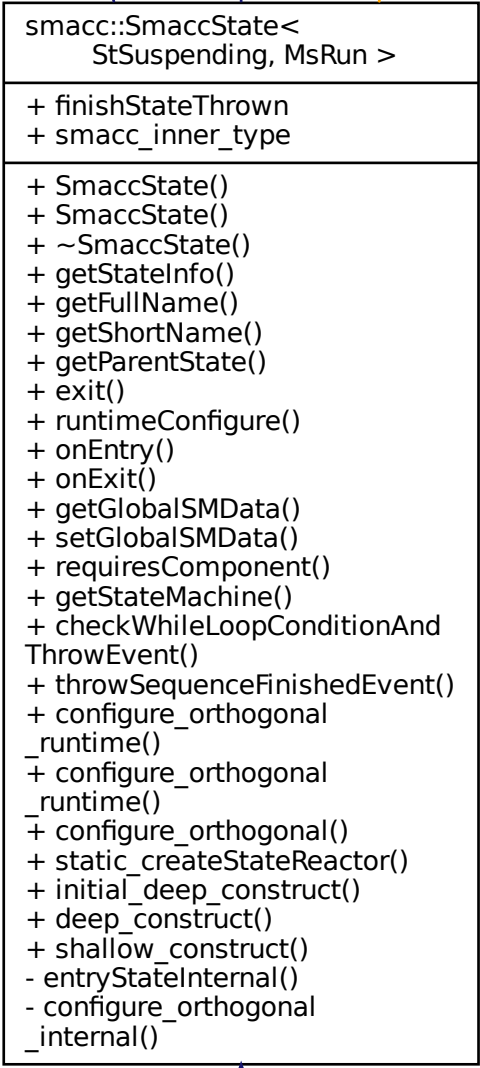 smacc::SmaccState<
StSuspending, MsRun >
+ finishStateThrown
+ smacc_inner_type
+ SmaccState()
+ SmaccState()
+ ~SmaccState()
+ getStateInfo()
+ getFullName()
+ getShortName()
+ getParentState()
+ exit()
+ runtimeConfigure()
+ onEntry()
+ onExit()
+ getGlobalSMData()
+ setGlobalSMData()
+ requiresComponent()
+ getStateMachine()
+ checkWhileLoopConditionAnd
ThrowEvent()
+ throwSequenceFinishedEvent()
+ configure_orthogonal
_runtime()
+ configure_orthogonal
_runtime()
+ configure_orthogonal()
+ static_createStateReactor()
+ initial_deep_construct()
+ deep_construct()
+ shallow_construct()
- entryStateInternal()
- configure_orthogonal
_internal()